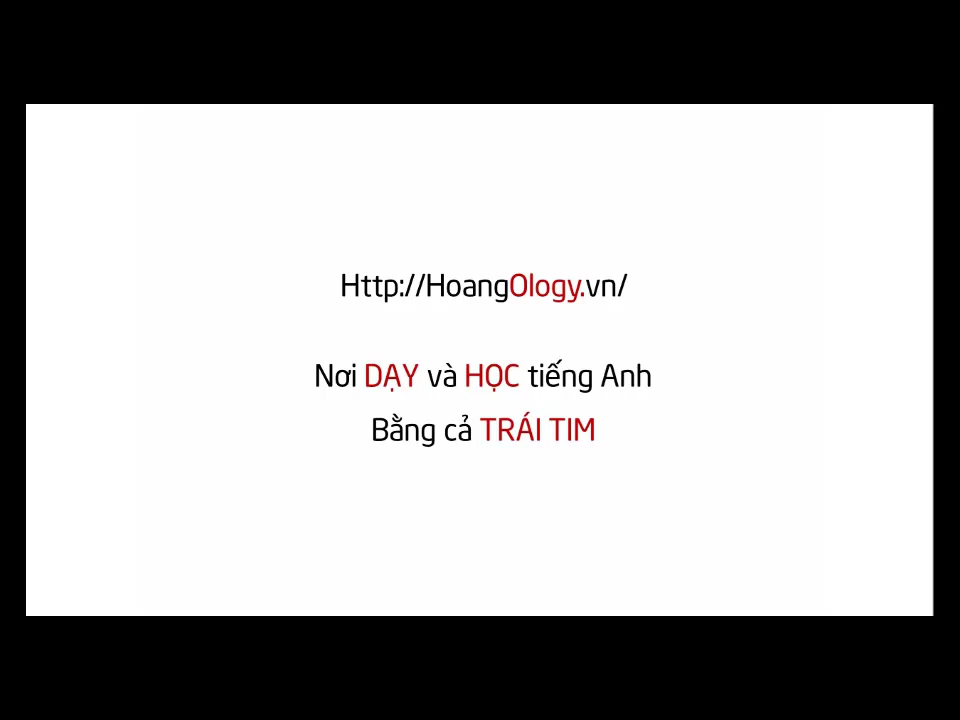 Http://HoangOlogy.vn/
Nơi DẠY và HỌC tiếng Anh
Bằng cả TRÁI TIM